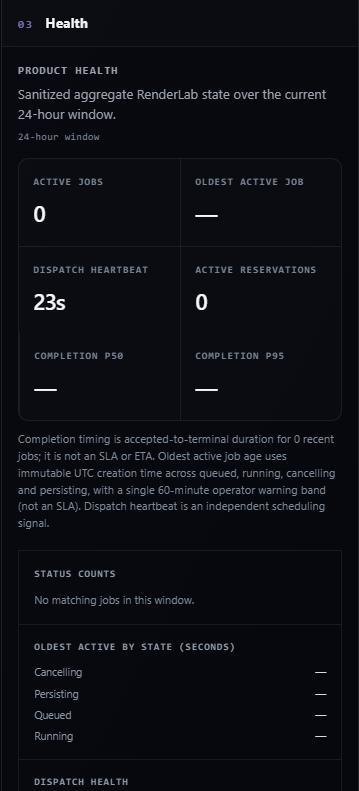 03 Health
PRODUCT HEALTH
Sanitized aggregate RenderLab state over the current
24-hour window.
24-hour window
ACTIVE JOBS
0
OLDEST ACTIVE JOB
—
DISPATCH HEARTBEAT
23s
ACTIVE RESERVATIONS
0
COMPLETION P50
—
COMPLETION P95
—
Completion timing is accepted-to-terminal duration for 0 recent
jobs; it is not an SLA or ETA. Oldest active job age uses
immutable UTC creation time across queued, running, cancelling
and persisting, with a single 60-minute operator warning band
(not an SLA). Dispatch heartbeat is an independent scheduling
signal.
STATUS COUNTS
No matching jobs in this window.
OLDEST ACTIVE BY STATE (SECONDS)
Cancelling —
Persisting —
Queued —
Running —
DISPATCH HEALTH